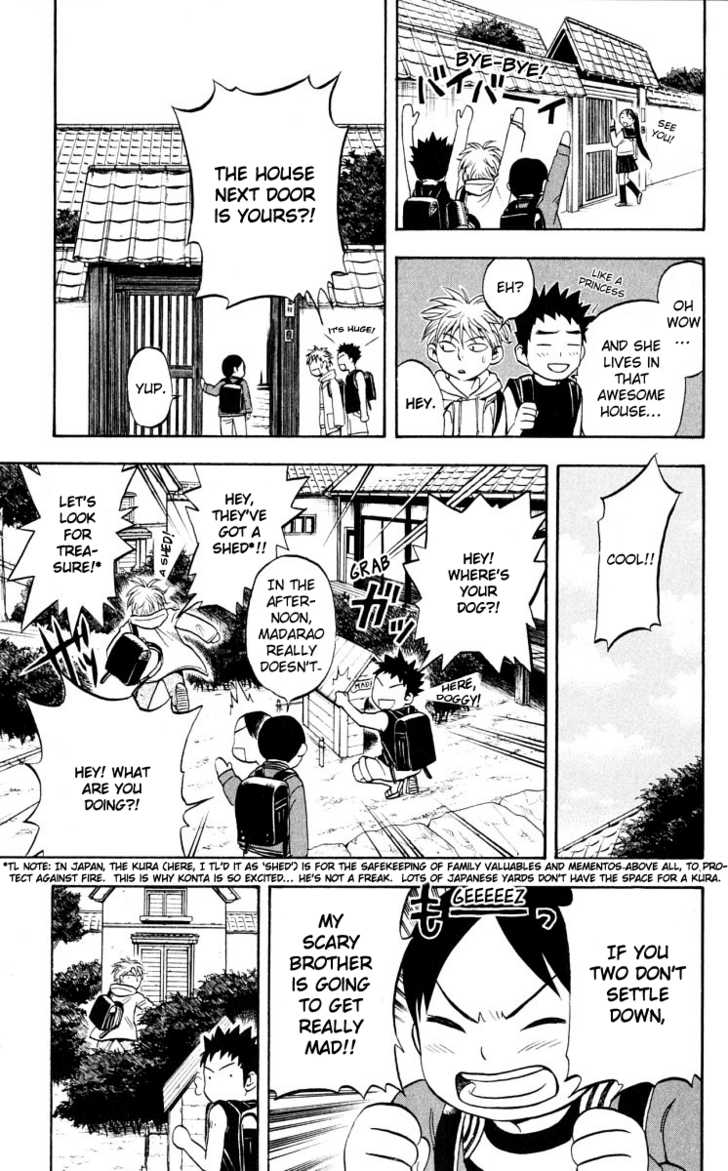 BYE-BYE!
バイバーイ
SEE
YOU!
OH
WOW
...
AND SHE
LIVES IN
THAT
AWESOME
HOUSE...
LIKE A
PRINCESS
EH?
HEY.
THE HOUSE
NEXT DOOR
IS YOURS?!
IT'S HUGE!
YUP.
COOL!!
HEY!
WHERE'S
YOUR
DOG?!
HERE,
DOGGY!
MAD
GRAB
ガッ
IN THE
AFTER-
NOON,
MADARAO
REALLY
DOESN'T-
HEY,
THEY'VE
GOT A
SHED*!!
A SHED!
LET'S
LOOK
FOR
TREA-
SURE!*
HEY! WHAT
ARE YOU
DOING?!
*TL NOTE: IN JAPAN, THE KURA (HERE, I TL'D IT AS 'SHED') IS FOR THE SAFEKEEPING OF FAMILY VALUABLES AND MEMENTOS..ABOVE ALL, TO PRO-
TECT AGAINST FIRE. THIS IS WHY KONTA IS SO EXCITED... HE'S NOT A FREAK. LOTS OF JAPANESE YARDS DON'T HAVE THE SPACE FOR A KURA.
GEEEEEZ
もーっ
IF YOU
TWO DON'T
SETTLE
DOWN,
MY
SCARY
BROTHER
IS GOING
TO GET
REALLY
MAD!!